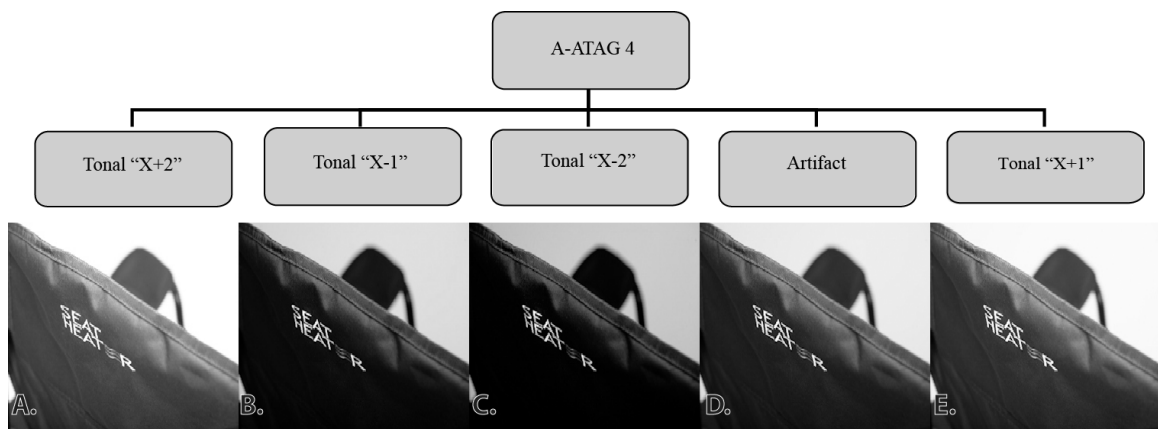 A-ATAG 4
Tonal “X+2”
Tonal “X-1”
Tonal “X-2”
Artifact
Tonal “X+1”
SEAT
HEATER
SEAT
HEATER
SEAT
HEATER
SEAT
HEATER
SEAT
HEATER
A.
B.
C.
D.
E.